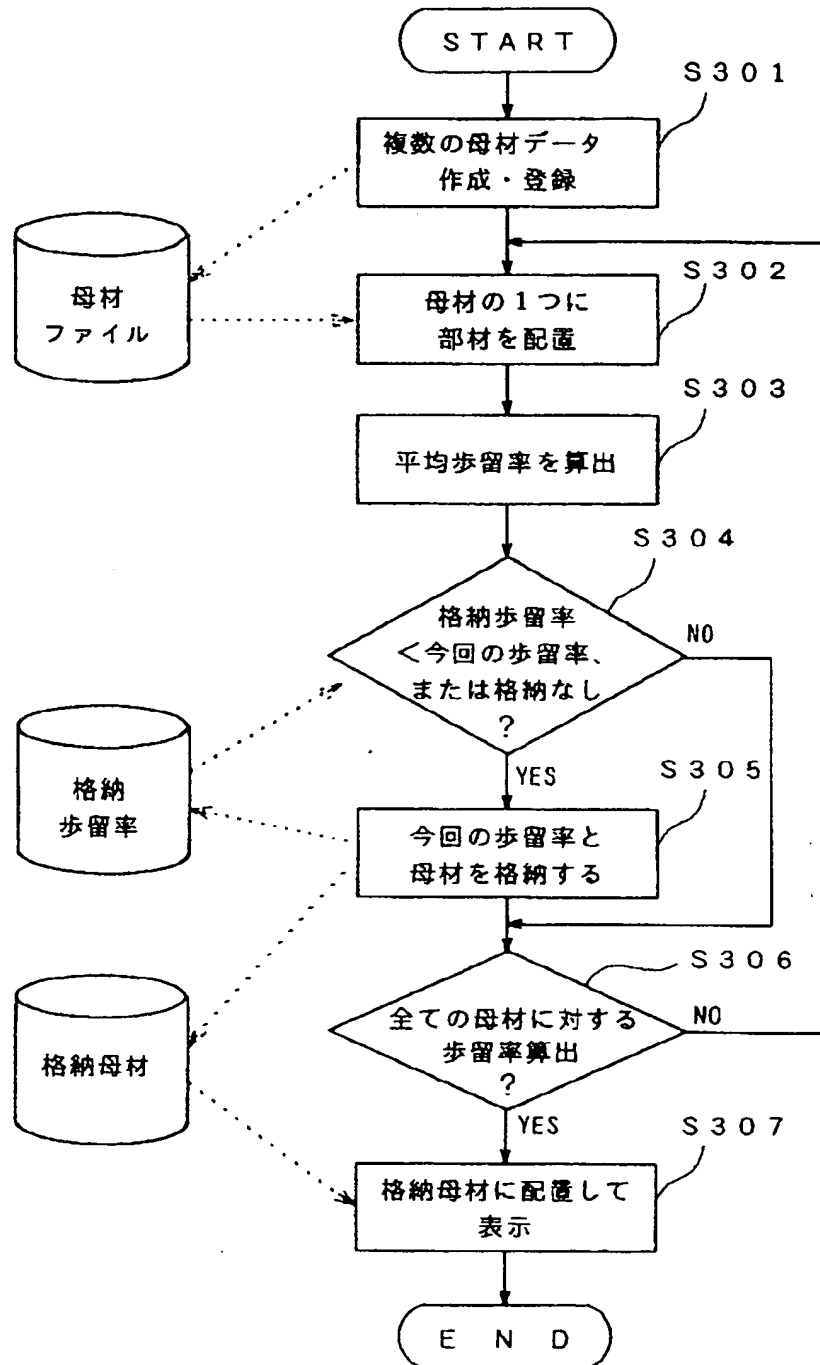 START
S301
複数の母材データ
作成・登録
母材
ファイル
S302
母材の1つに
部材を配置
S303
平均歩留率を算出
S304
格納歩留率
<今回の歩留率、
または格納なし
?
NO
YES
格納
歩留率
S305
今回の歩留率と
母材を格納する
S306
全ての母材に対する
歩留率算出
?
NO
YES
格納母材
S307
格納母材に配置して
表示
END